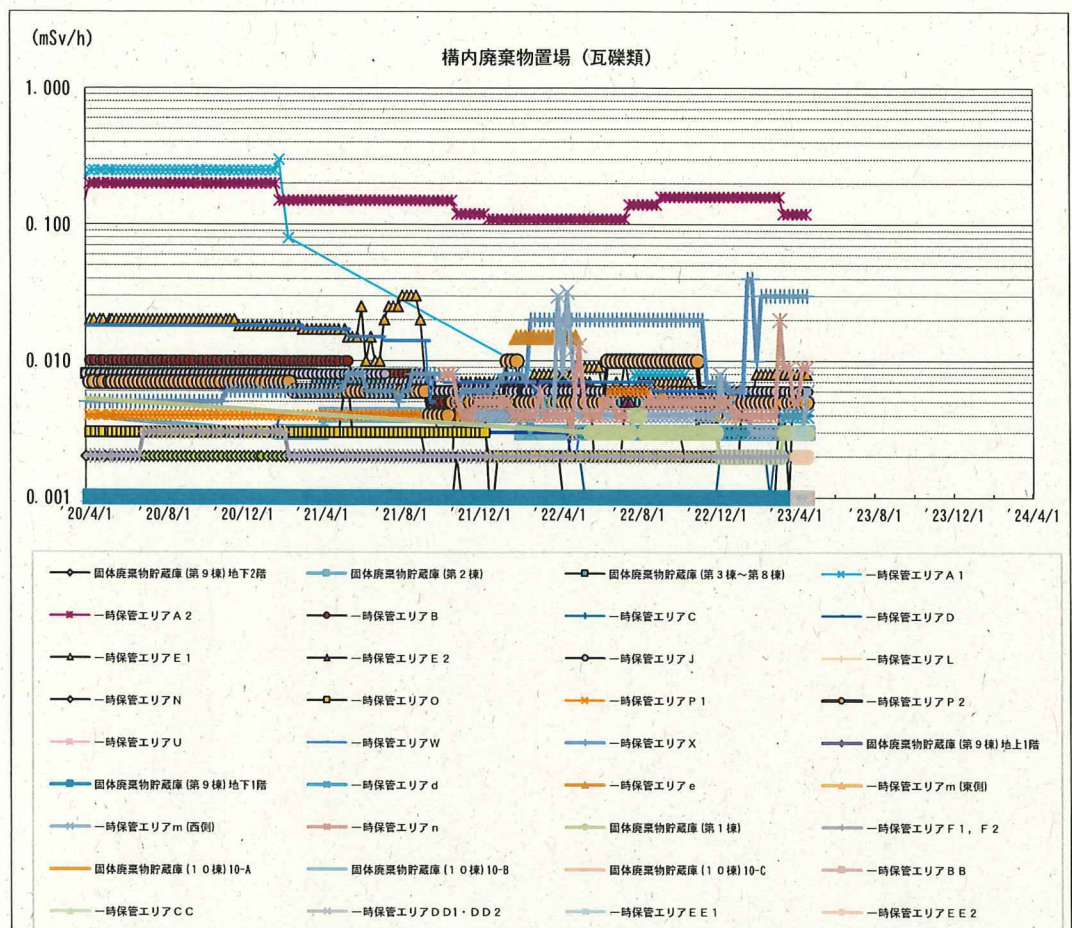 (mSv/h)
構内廃棄物置場（瓦礫類）
1.000
0.100
0.010
0.001
'20/4/1 '20/8/1 '20/12/1 '21/4/1 '21/8/1 '21/12/1 '22/4/1 '22/8/1 '22/12/1 '23/4/1 '23/8/1 '23/12/1 '24/4/1
固体廃棄物貯蔵庫(第9棟)地下2階 固体廃棄物貯蔵庫(第2棟) 固体廃棄物貯蔵庫(第3棟～第8棟) 一時保管エリアA1
一時保管エリアA2 一時保管エリアB 一時保管エリアC 一時保管エリアD
一時保管エリアE1 一時保管エリアE2 一時保管エリアJ 一時保管エリアL
一時保管エリアN 一時保管エリアO 一時保管エリアP1 一時保管エリアP2
一時保管エリアU 一時保管エリアW 一時保管エリアX 固体廃棄物貯蔵庫(第9棟)地上1階
固体廃棄物貯蔵庫(第9棟)地下1階 一時保管エリアd 一時保管エリアe 一時保管エリアm(東側)
一時保管エリアm(西側) 一時保管エリアn 固体廃棄物貯蔵庫(第1棟) 一時保管エリアF1，F2
固体廃棄物貯蔵庫(10棟)10-A 固体廃棄物貯蔵庫(10棟)10-B 固体廃棄物貯蔵庫(10棟)10-C 一時保管エリアBB
一時保管エリアCC 一時保管エリアDD1・DD2 一時保管エリアEE1 一時保管エリアEE2